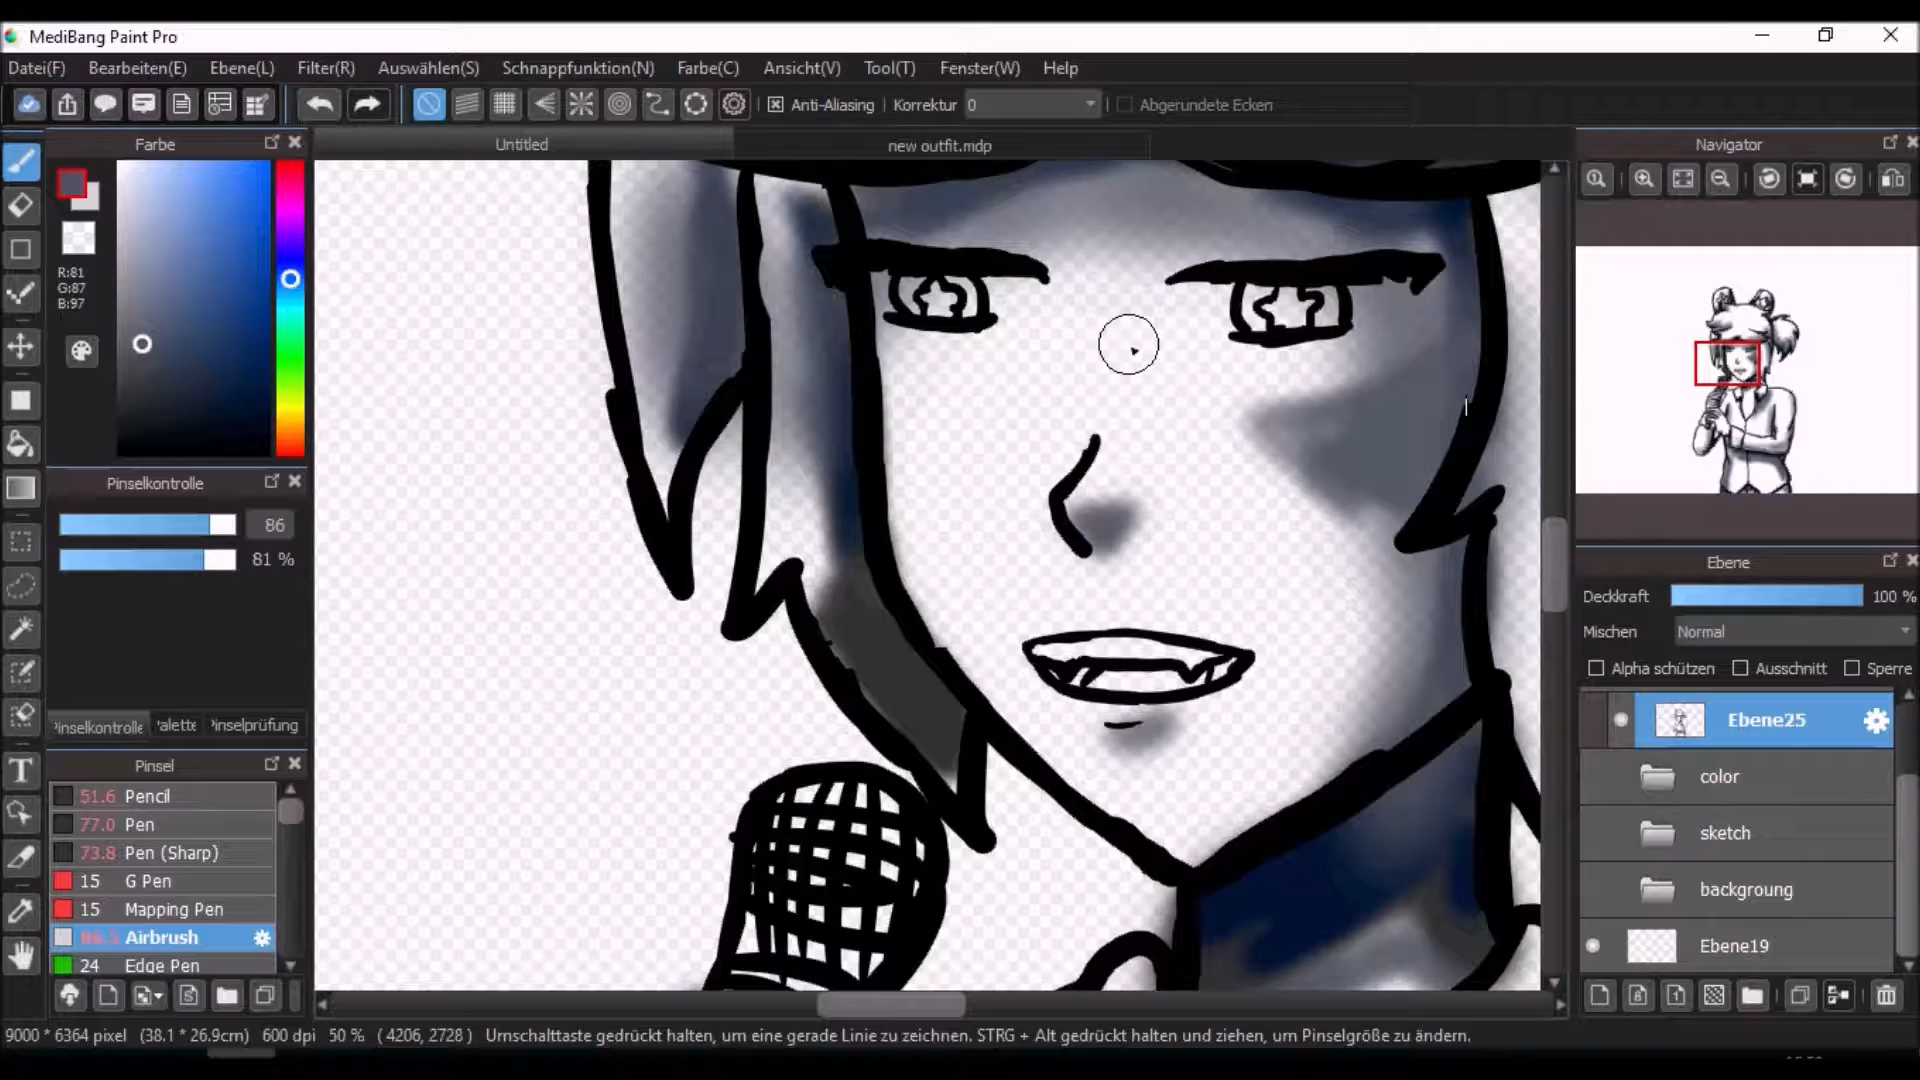 MediBang Paint Pro
Datei(F) Bearbeiten(E) Ebene(L) Filter(R) Auswählen(S) Schnappfunktion(N) Farbe(C) Ansicht(V) Tool(T) Fenster(W) Help
Anti-Aliasing Korrektur 0 Abgerundete Ecken
Farbe
Untitled
new outfit.mdp
Navigator
R:81
G:87
B:97
Pinselkontrolle
86
81 %
Pinselkontrolle Palette Pinselprüfung
Pinsel
51.6 Pencil
77.0 Pen
73.8 Pen (Sharp)
15 G Pen
15 Mapping Pen
Airbrush
24 Edge Pen
Ebene
Deckkraft 100 %
Mischen Normal
Alpha schützen Ausschnitt Sperre
Ebene25
color
sketch
backgroung
Ebene19
9000 * 6364 pixel (38.1 * 26.9cm) 600 dpi 50 % ( 4206, 2728 ) Umschalttaste gedrückt halten, um eine gerade Linie zu zeichnen. STRG + Alt gedrückt halten und ziehen, um Pinselgröße zu ändern.